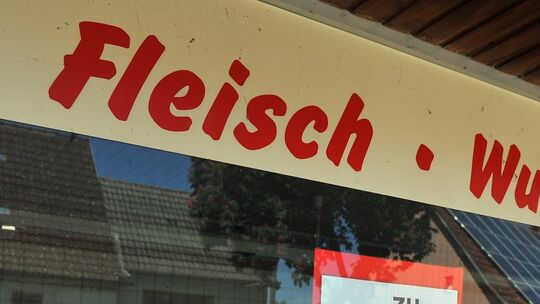 Fleisch · Wu
ZU